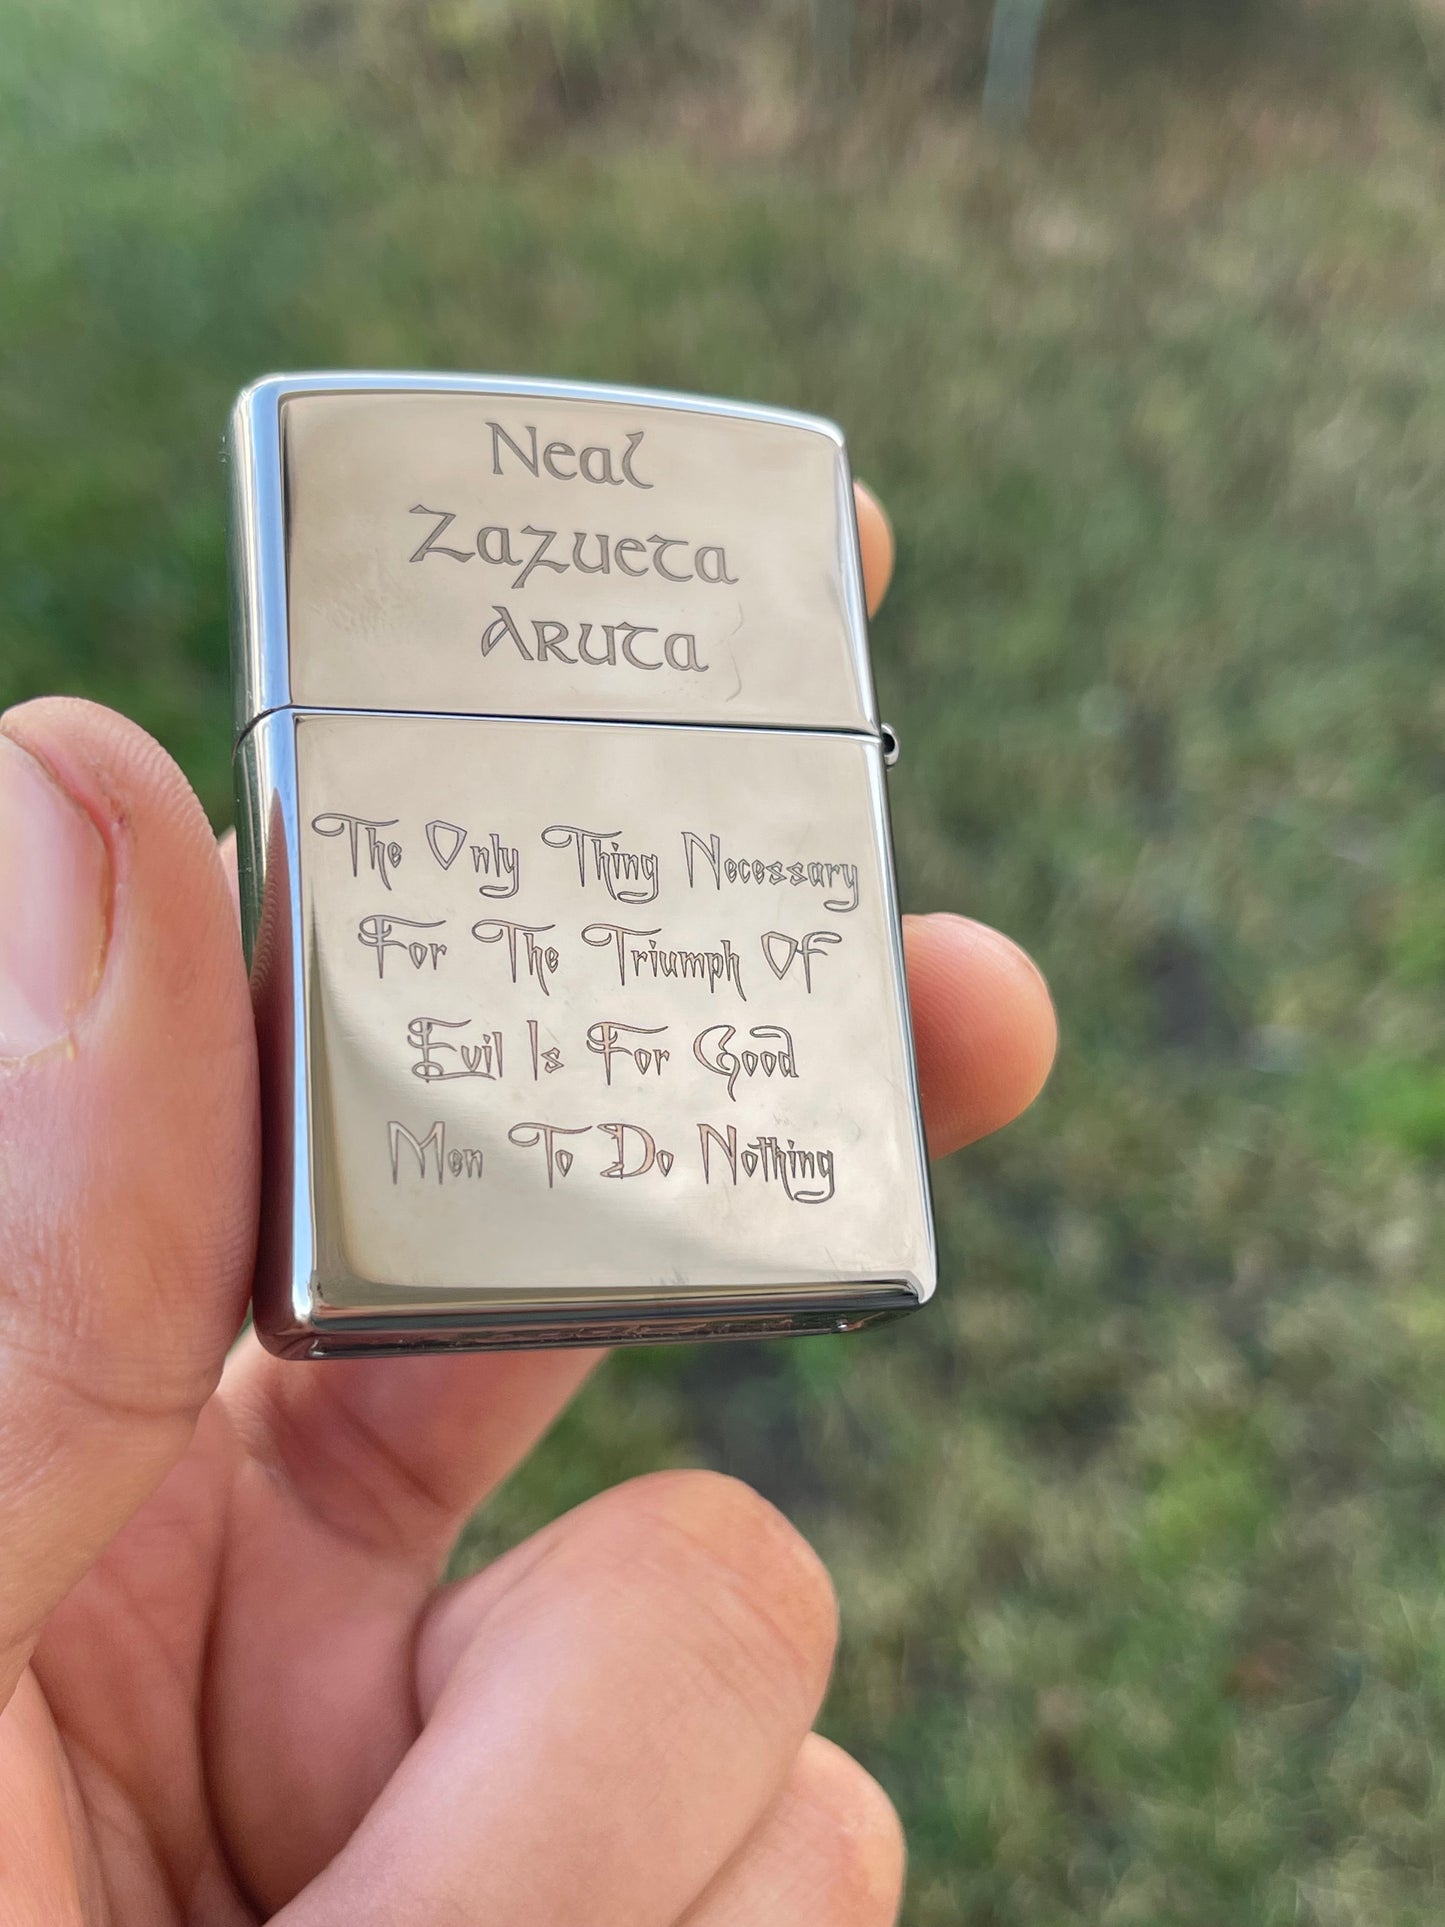 Neal
Zazueta
Aruta
The Only Thing Necessary
For The Triumph Of
Evil Is For Good
Men To Do Nothing